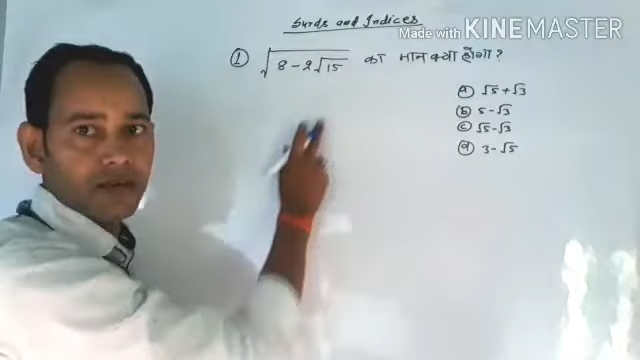 Made with KINEMASTER
Surds and Indices
① √8-2√15 का मान क्या होगा?
ⓐ √5+√3
ⓑ 5-√3
ⓒ √5-√3
ⓓ 3-√5